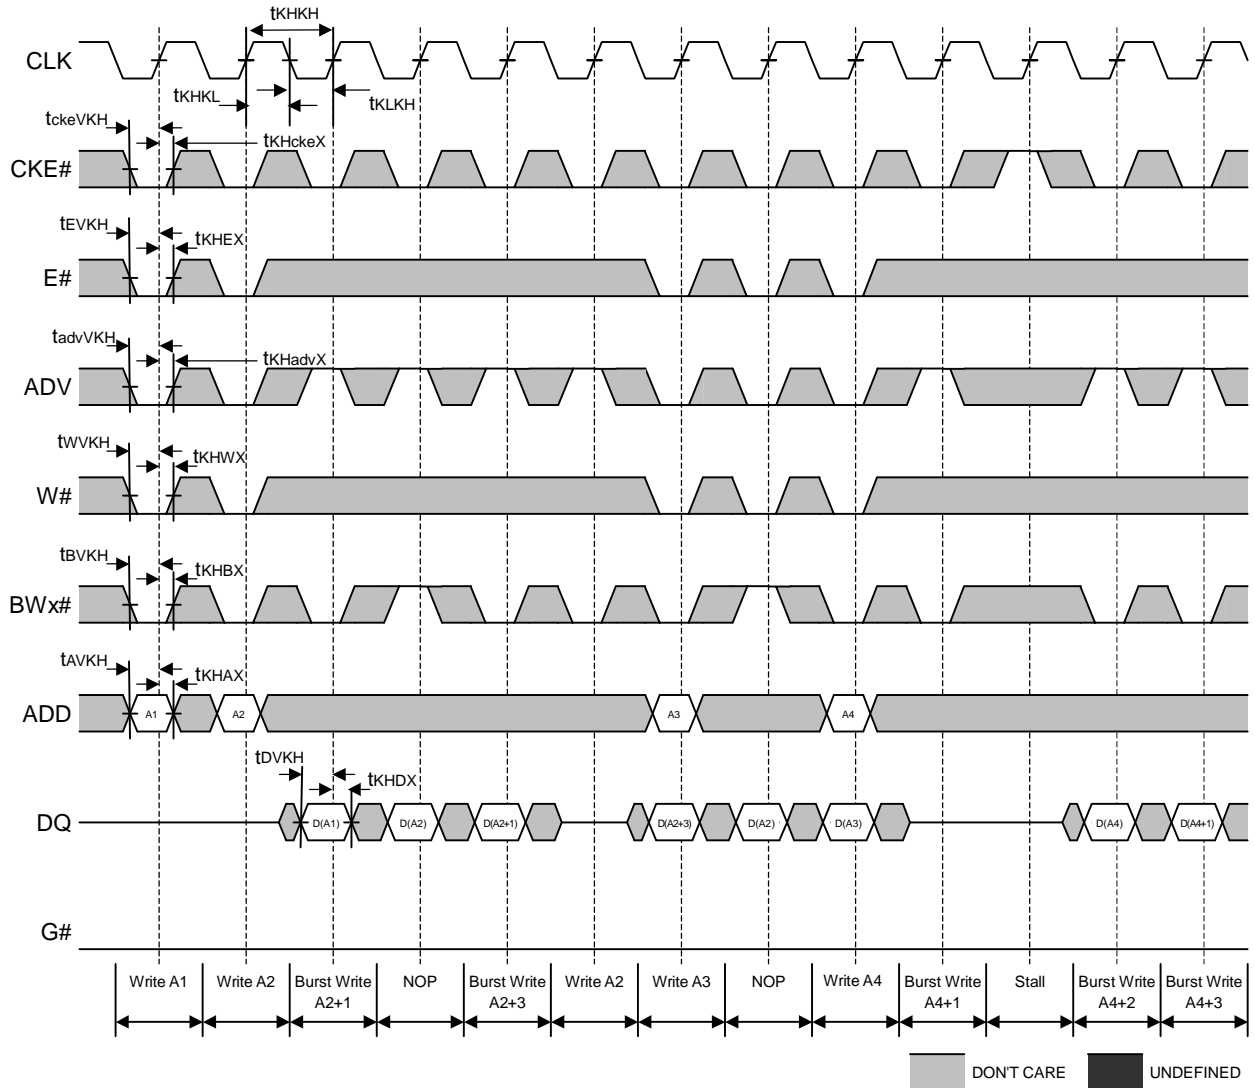 tKHKH
CLK
tKHKL
tKLKH
tckeVKH
tKHckeX
CKE#
tEVKH
tKHEX
E#
tadvVKH
tKHadvX
ADV
tWVKH
tKHWX
W#
tBVKH
tKHBX
BWx#
tAVKH
tKHAX
ADD
A1
A2
A3
A4
tDVKH
tKHDX
DQ
D(A1)
D(A2)
D(A2+1)
D(A2+3)
D(A2)
D(A3)
D(A4)
D(A4+1)
G#
Write A1
Write A2
Burst Write
A2+1
NOP
Burst Write
A2+3
Write A2
Write A3
NOP
Write A4
Burst Write
A4+1
Stall
Burst Write
A4+2
Burst Write
A4+3
DON'T CARE
UNDEFINED